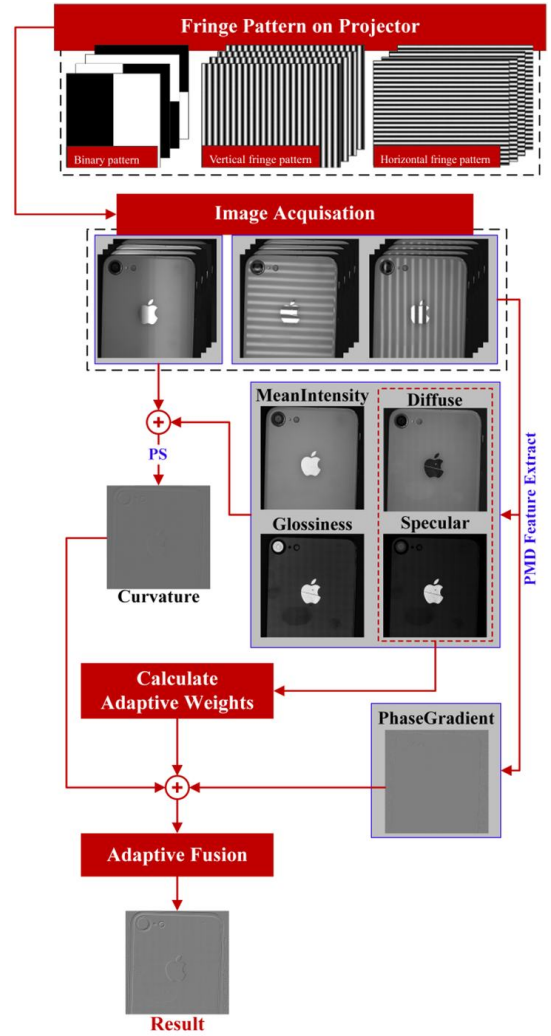 Fringe Pattern on Projector
Binary pattern
Vertical fringe pattern
Horizontal fringe pattern
Image Acquisation
MeanIntensity
Diffuse
PS
Glossiness
Specular
PMD Feature Extract
Curvature
Calculate
Adaptive Weights
PhaseGradient
Adaptive Fusion
Result